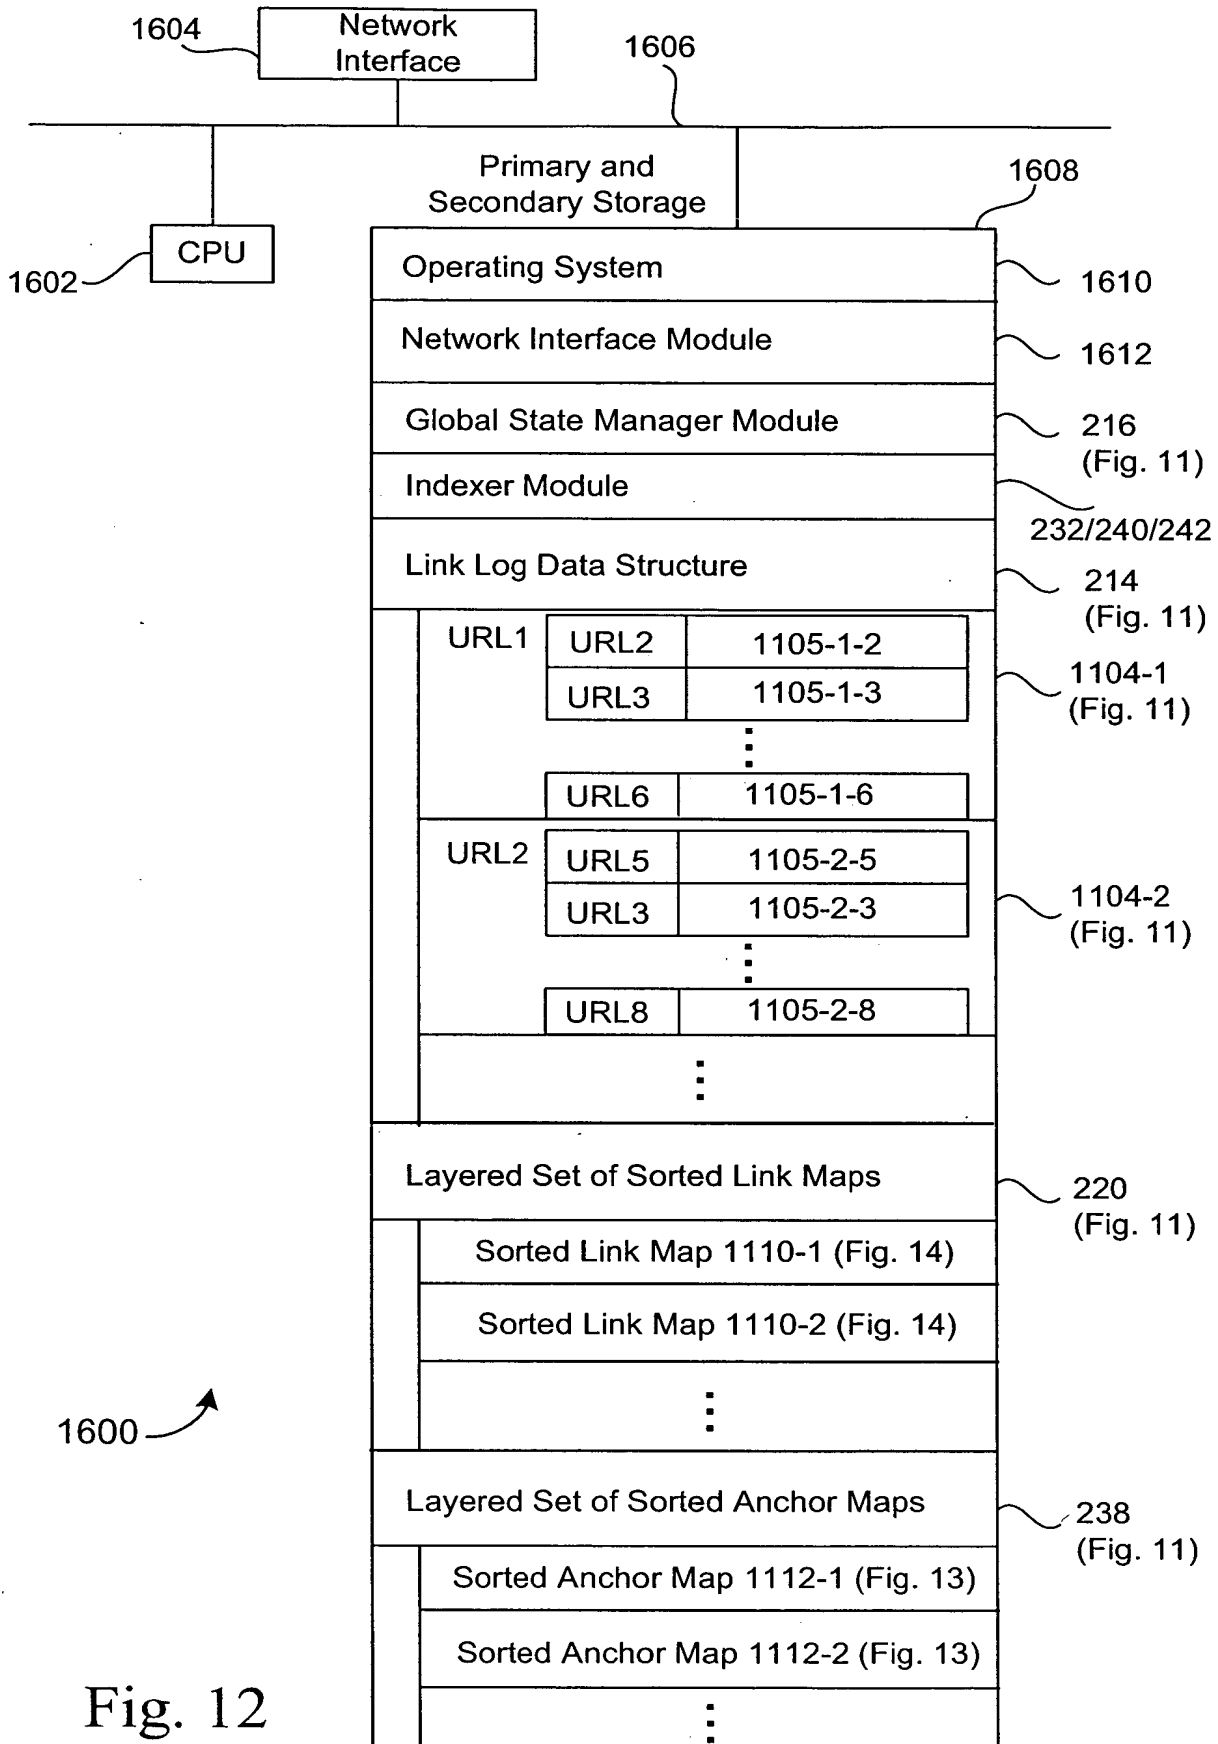 1604
Network
Interface
1606
Primary and
Secondary Storage
1608
CPU
1602
Operating System
1610
Network Interface Module
1612
Global State Manager Module
216
(Fig. 11)
Indexer Module
232/240/242
Link Log Data Structure
214
(Fig. 11)
URL1
URL2 1105-1-2
URL3 1105-1-3
URL6 1105-1-6
1104-1
(Fig. 11)
URL2
URL5 1105-2-5
URL3 1105-2-3
URL8 1105-2-8
1104-2
(Fig. 11)
Layered Set of Sorted Link Maps
220
(Fig. 11)
Sorted Link Map 1110-1 (Fig. 14)
Sorted Link Map 1110-2 (Fig. 14)
1600
Layered Set of Sorted Anchor Maps
238
(Fig. 11)
Sorted Anchor Map 1112-1 (Fig. 13)
Sorted Anchor Map 1112-2 (Fig. 13)
Fig. 12